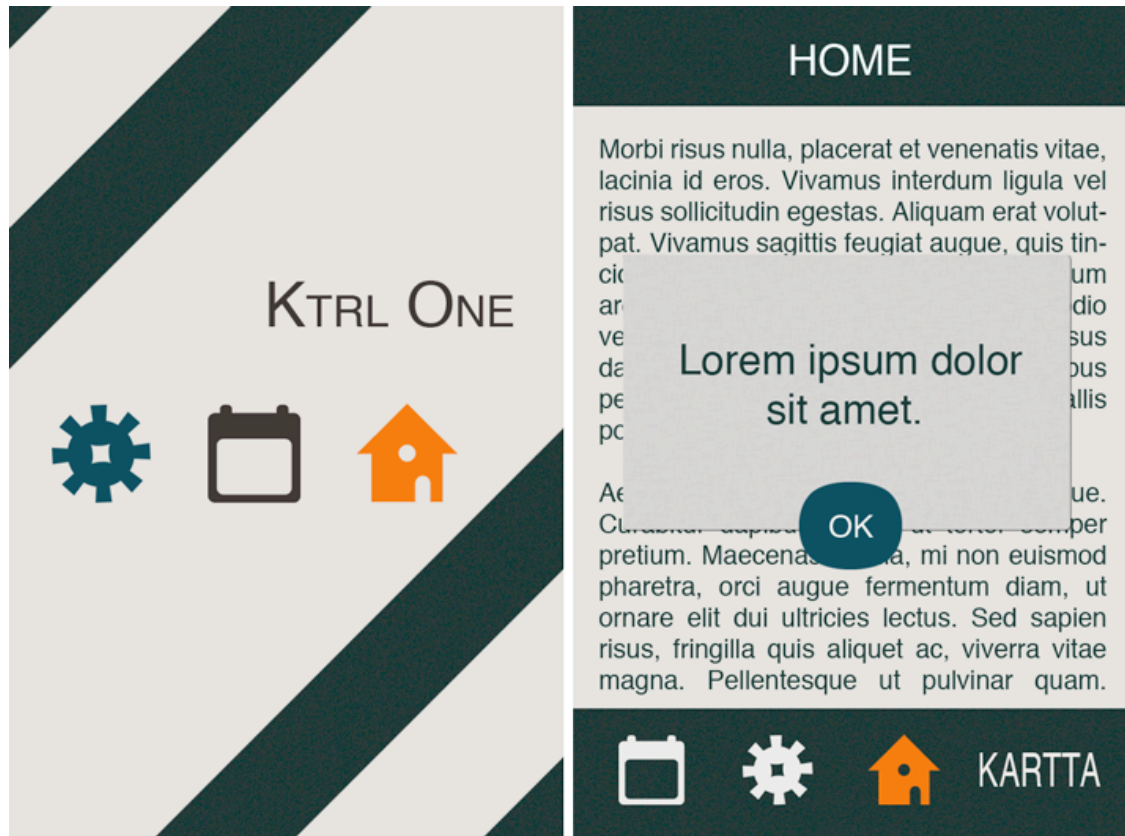 KTRL ONE
HOME
Morbi risus nulla, placerat et venenatis vitae,
lacinia id eros. Vivamus interdum ligula vel
risus sollicitudin egestas. Aliquam erat volut-
pat. Vivamus sagittis feugiat augue, quis tin-
Lorem ipsum dolor
sit amet.
OK
pretium. Maecenas mi non euismod
pharetra, orci augue fermentum diam, ut
ornare elit dui ultricies lectus. Sed sapien
risus, fringilla quis aliquet ac, viverra vitae
magna. Pellentesque ut pulvinar quam.
KARTTA